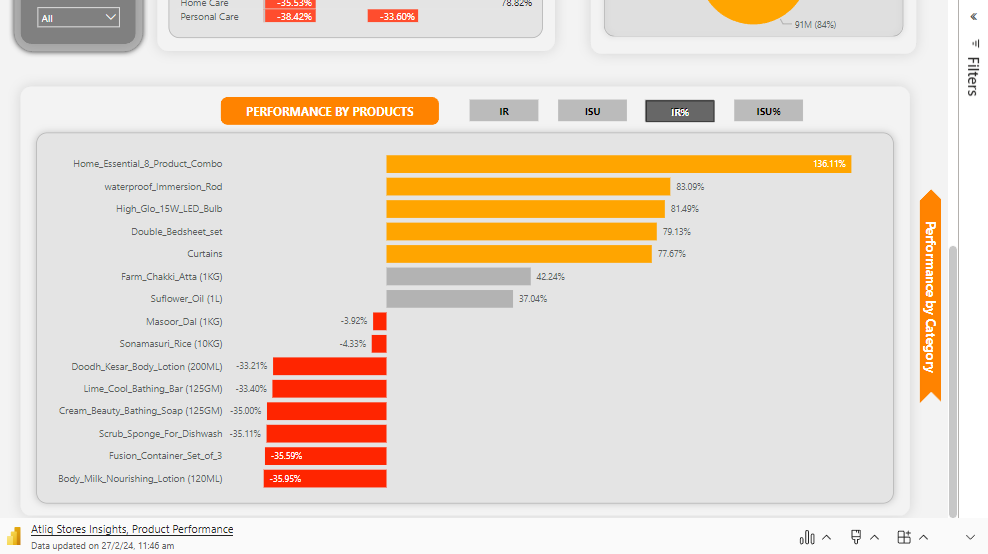 All
Home Care -35.53% 78.82%
Personal Care -38.42% -33.60%
91M (84%)
Filters
PERFORMANCE BY PRODUCTS IR ISU IR% ISU%
Home_Essential_8_Product_Combo 136.11%
waterproof_Immersion_Rod 83.09%
High_Glo_15W_LED_Bulb 81.49%
Double_Bedsheet_set 79.13%
Curtains 77.67%
Farm_Chakki_Atta (1KG) 42.24%
Suflower_Oil (1L) 37.04%
Masoor_Dal (1KG) -3.92%
Sonamasuri_Rice (10KG) -4.33%
Doodh_Kesar_Body_Lotion (200ML) -33.21%
Lime_Cool_Bathing_Bar (125GM) -33.40%
Cream_Beauty_Bathing_Soap (125GM) -35.00%
Scrub_Sponge_For_Dishwash -35.11%
Fusion_Container_Set_of_3 -35.59%
Body_Milk_Nourishing_Lotion (120ML) -35.95%
Performance by Category
Atliq Stores Insights, Product Performance
Data updated on 27/2/24, 11:46 am